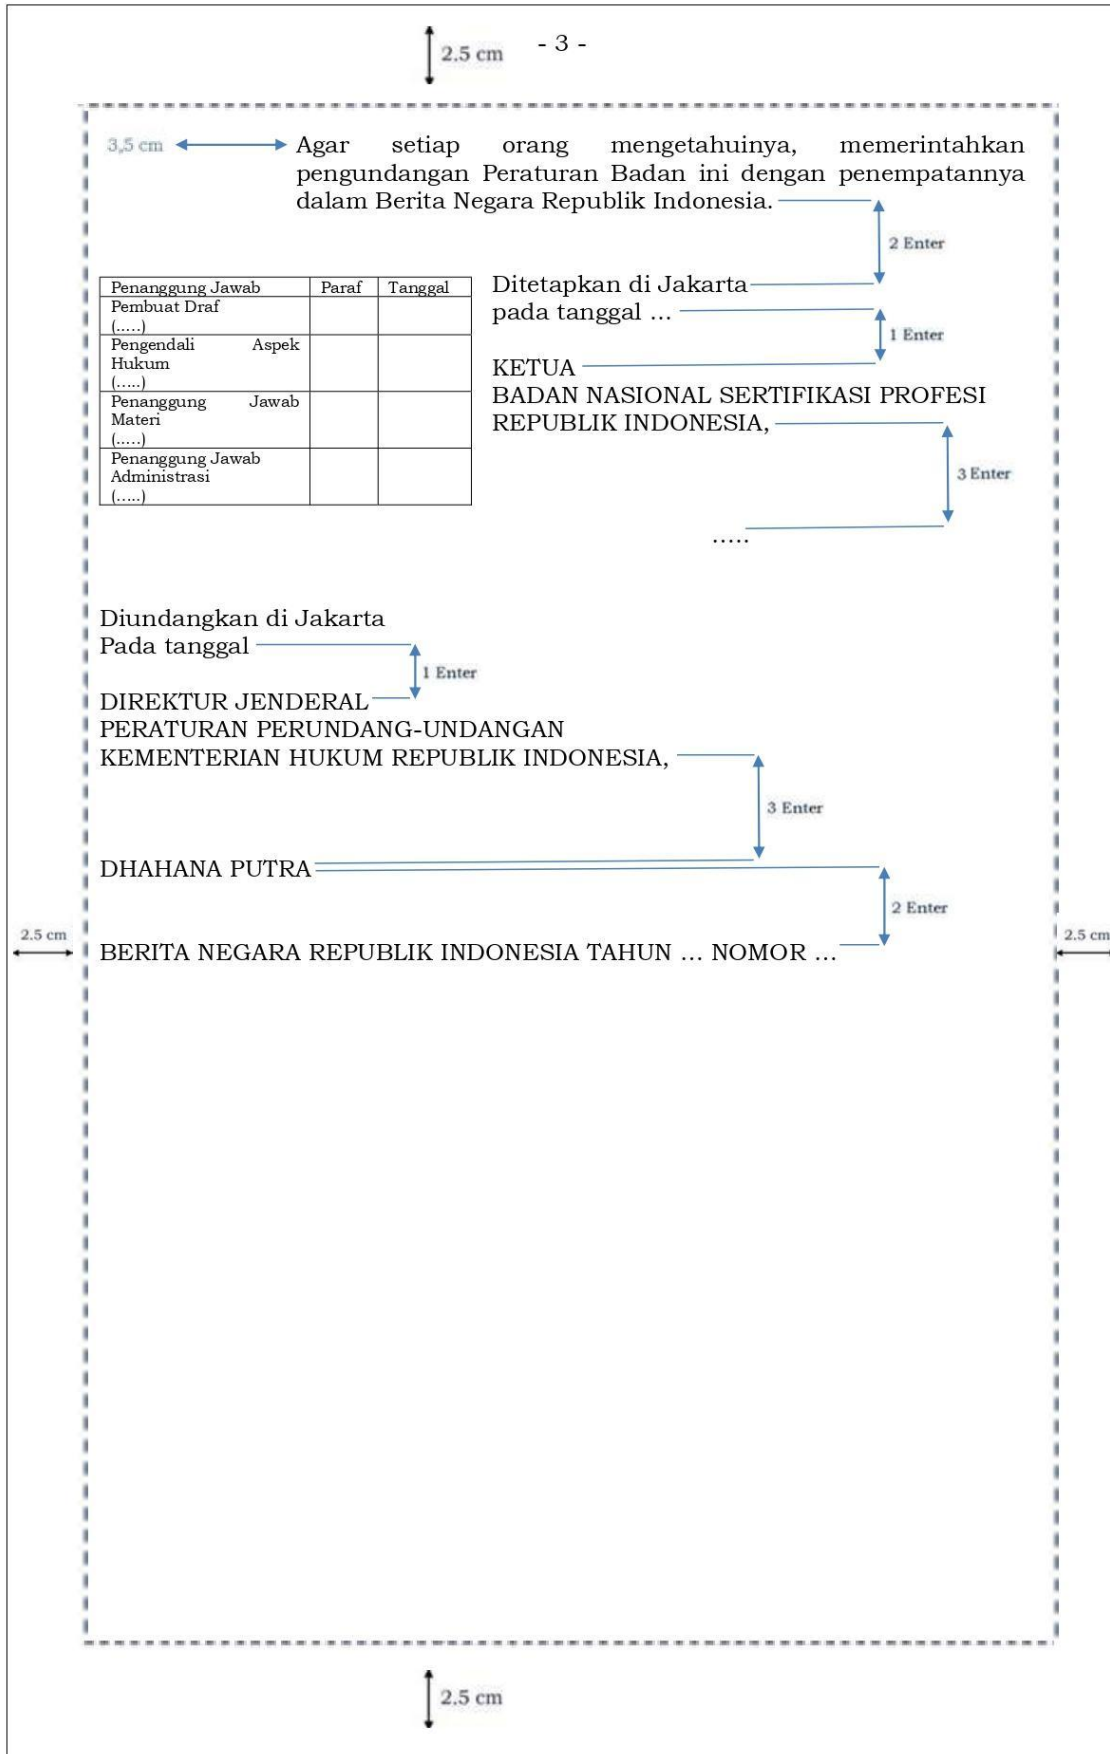 2.5 cm - 3 -
3,5 cm Agar setiap orang mengetahuinya, memerintahkan
pengundangan Peraturan Badan ini dengan penempatannya
dalam Berita Negara Republik Indonesia.
2 Enter
Penanggung Jawab Paraf Tanggal
Pembuat Draf
(.....)
Pengendali Aspek
Hukum
(.....)
Penanggung Jawab
Materi
(.....)
Penanggung Jawab
Administrasi
(.....)
Ditetapkan di Jakarta
pada tanggal ...
1 Enter
KETUA
BADAN NASIONAL SERTIFIKASI PROFESI
REPUBLIK INDONESIA,
3 Enter
.....
Diundangkan di Jakarta
Pada tanggal
1 Enter
DIREKTUR JENDERAL
PERATURAN PERUNDANG-UNDANGAN
KEMENTERIAN HUKUM REPUBLIK INDONESIA,
3 Enter
DHAHANA PUTRA
2 Enter
2.5 cm
BERITA NEGARA REPUBLIK INDONESIA TAHUN ... NOMOR ...
2.5 cm
2.5 cm